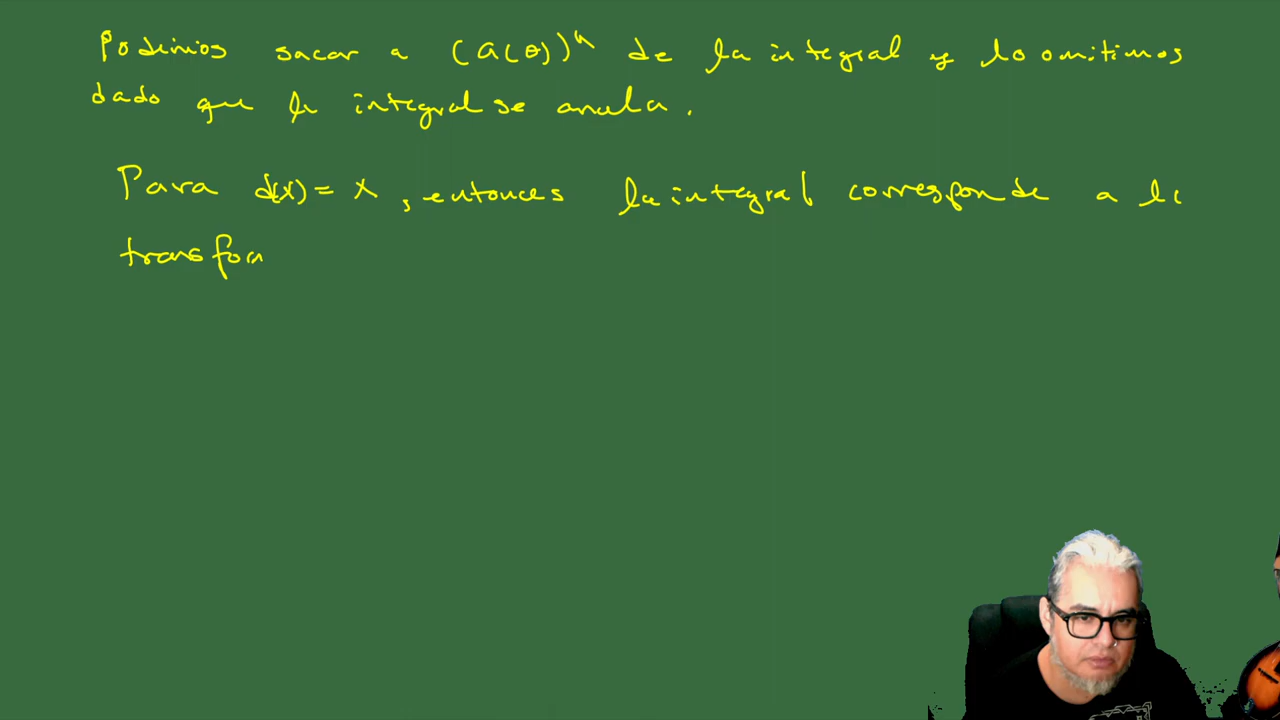 Podemos sacar a (a(θ))ⁿ de la integral y lo omitimos
dado que la integral se anula.
Para d(x) = x, entonces la integral corresponde a la
transfor